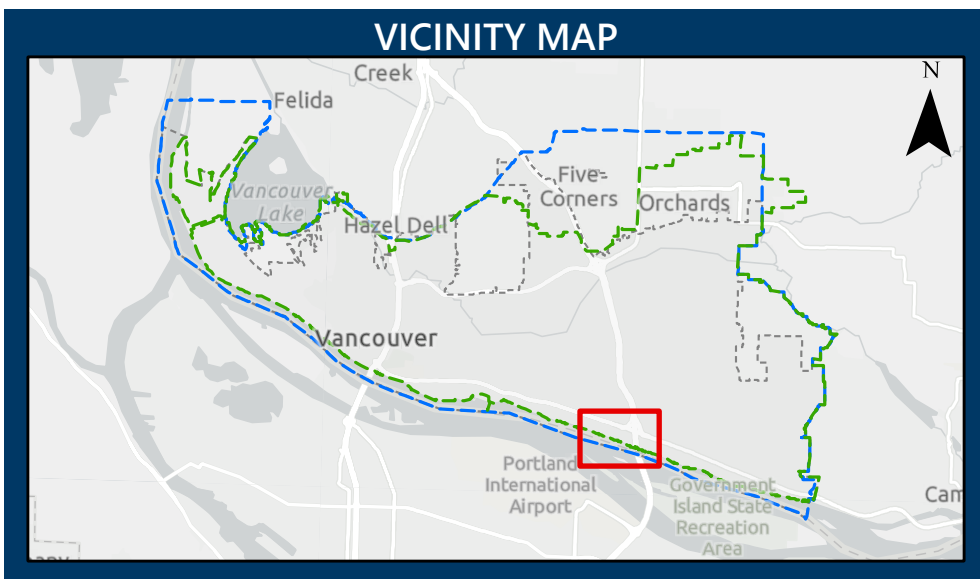 VICINITY MAP
Creek
N
Felida
Five-
Corners
Vancouver
Lake
Orchards
Hazel Dell
Vancouver
Portland
International
Airport
Government
Island State
Recreation
Area
Cam